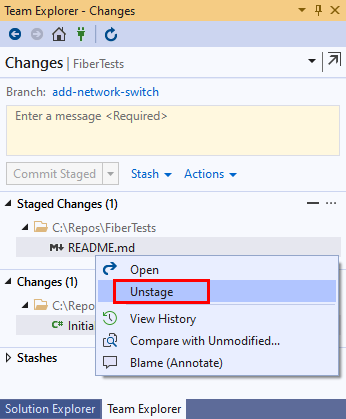 Team Explorer - Changes
Changes | FiberTests
Branch: add-network-switch
Enter a message <Required>
Commit Staged Stash Actions
Staged Changes (1)
C:\Repos\FiberTests
M↓ README.md
Open
Unstage
Changes (1)
C:\Repo
View History
C# Initia
Compare with Unmodified...
Stashes
Blame (Annotate)
Solution Explorer Team Explorer